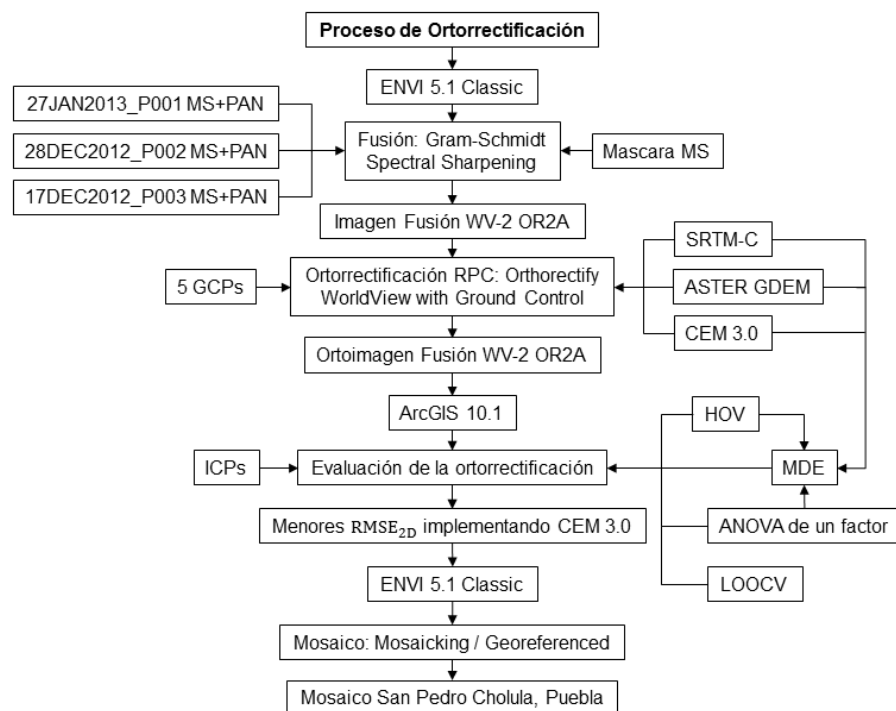 Proceso de Ortorrectificación
ENVI 5.1 Classic
27JAN2013_P001 MS+PAN
28DEC2012_P002 MS+PAN
17DEC2012_P003 MS+PAN
Fusión: Gram-Schmidt
Spectral Sharpening
Mascara MS
Imagen Fusión WV-2 OR2A
5 GCPs
Ortorrectificación RPC: Orthorectify
WorldView with Ground Control
SRTM-C
ASTER GDEM
CEM 3.0
Ortoimagen Fusión WV-2 OR2A
ArcGIS 10.1
ICPs
Evaluación de la ortorrectificación
HOV
MDE
ANOVA de un factor
LOOCV
Menores RMSE2D implementando CEM 3.0
ENVI 5.1 Classic
Mosaico: Mosaicking / Georeferenced
Mosaico San Pedro Cholula, Puebla